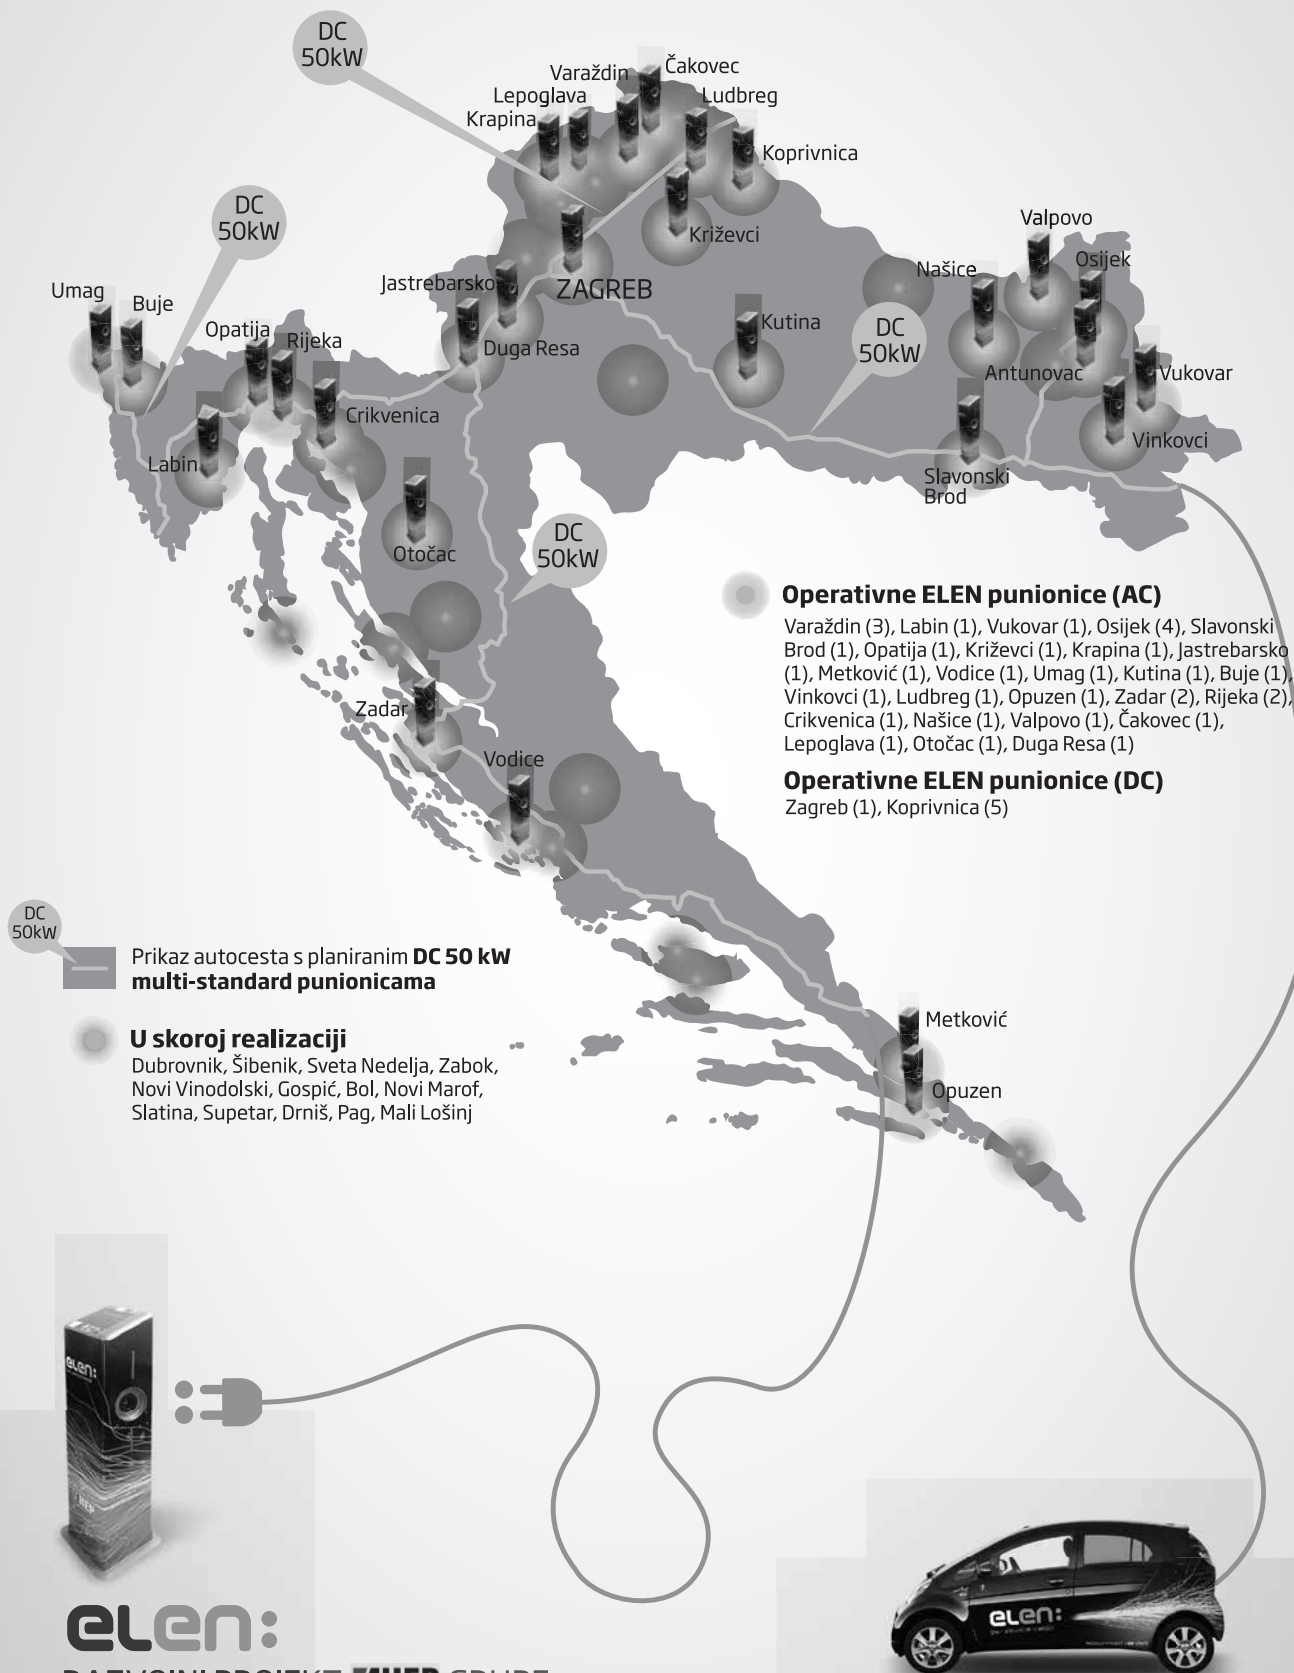 DC
50kW
Varaždin
Čakovec
Lepoglava
Ludbreg
Krapina
Koprivnica
DC
50kW
Križevci
Valpovo
Našice
Osijek
Jastrebarsko
ZAGREB
Umag
Buje
Opatija
Rijeka
Duga Resa
Kutina
DC
50kW
Antunovac
Vukovar
Crikvenica
Vinkovci
Labin
Slavonski
Brod
Otočac
DC
50kW
Operativne ELEN punionice (AC)
Varaždin (3), Labin (1), Vukovar (1), Osijek (4), Slavonski
Brod (1), Opatija (1), Križevci (1), Krapina (1), Jastrebarsko
(1), Metković (1), Vodice (1), Umag (1), Kutina (1), Buje (1),
Vinkovci (1), Ludbreg (1), Opuzen (1), Zadar (2), Rijeka (2),
Crikvenica (1), Našice (1), Valpovo (1), Čakovec (1),
Lepoglava (1), Otočac (1), Duga Resa (1)
Operativne ELEN punionice (DC)
Zagreb (1), Koprivnica (5)
Zadar
Vodice
DC
50kW
Prikaz autocesta s planiranim DC 50 kW
multi-standard punionicama
U skoroj realizaciji
Dubrovnik, Šibenik, Sveta Nedelja, Zabok,
Novi Vinodolski, Gospić, Bol, Novi Marof,
Slatina, Supetar, Drniš, Pag, Mali Lošinj
Metković
Opuzen
elen:
HEP
elen:
elen:
RAZVOJNI PROJEKT HEP GRUPE